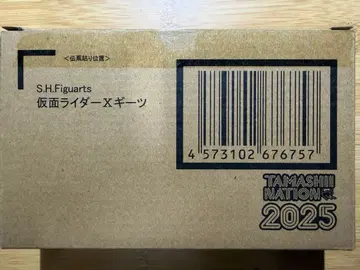 <伝票貼り位置>
S.H.Figuarts
仮面ライダーXギーツ
4 573102 676757
TAMASHII
NATION
2025